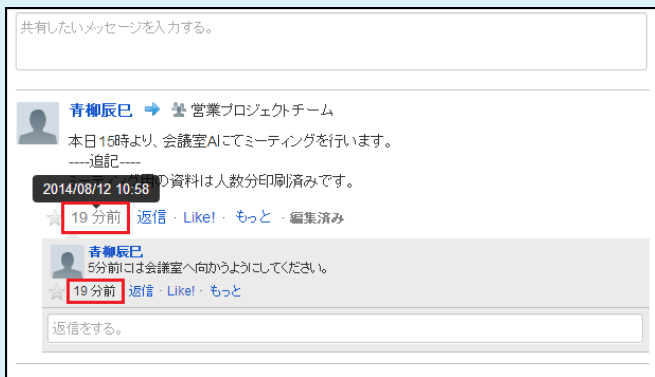 共有したいメッセージを入力する。
青柳辰巳 営業プロジェクトチーム
本日15時より、会議室AIにてミーティングを行います。
----追記----
の資料は人数分印刷済みです。
2014/08/12 10:58
19 分前 返信 · Like! · もっと · 編集済み
青柳辰巳
5分前には会議室へ向かうようにしてください。
19 分前 返信 · Like! · もっと
返信をする。